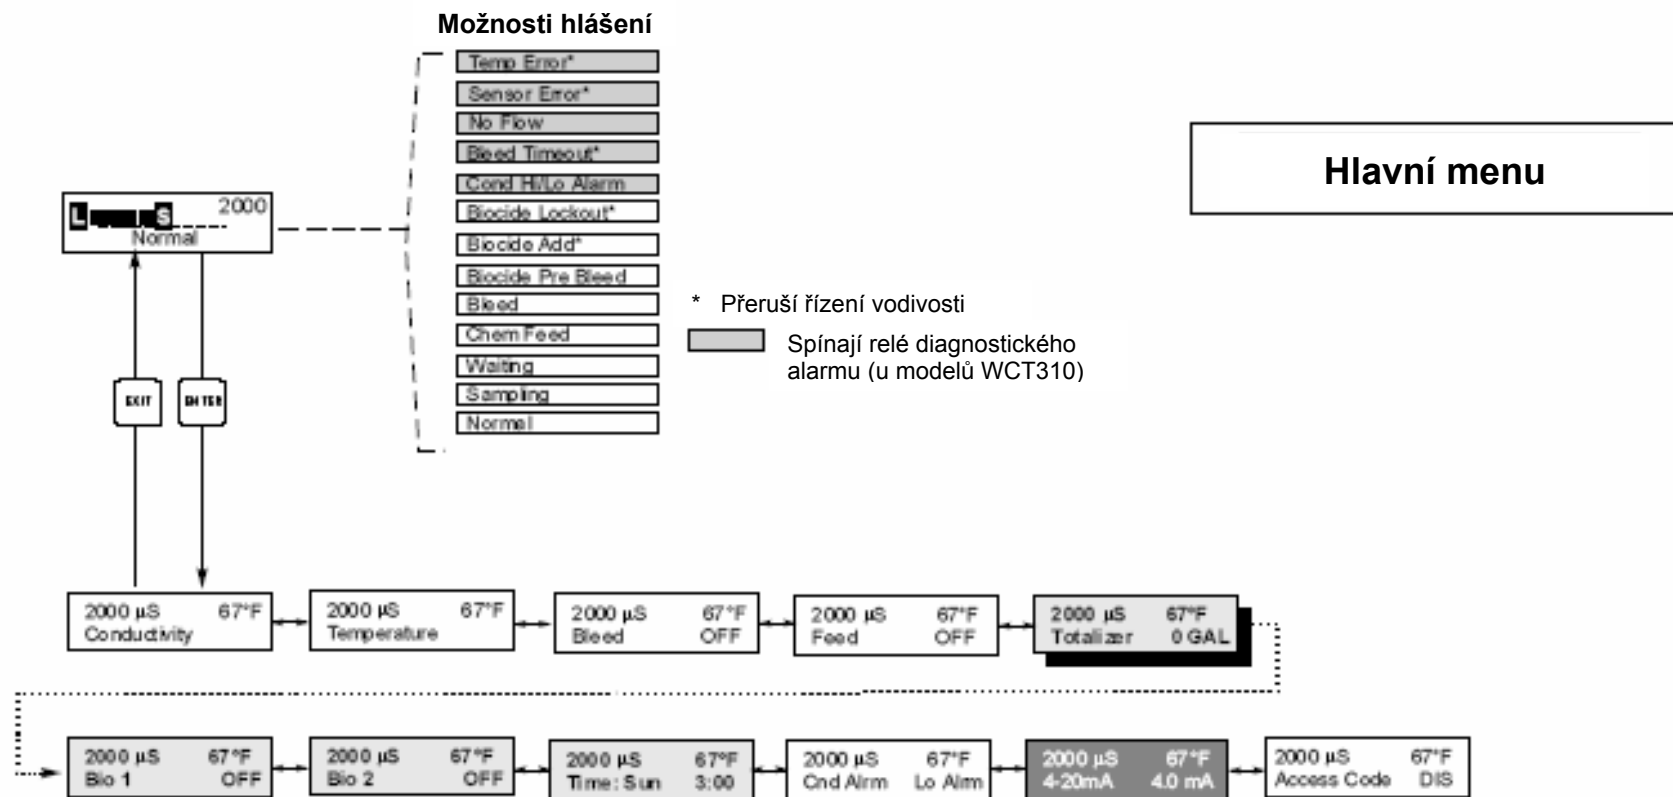 Možnosti hlášení
Temp Error*
Sensor Error*
No Flow
Bleed Timeout*
Cond Hi/Lo Alarm
Biocide Lockout*
Biocide Add*
Biocide Pre Bleed
Bleed
Chem Feed
Waiting
Sampling
Normal
Hlavní menu
L S 2000
Normal
* Přeruší řízení vodivosti
Spínají relé diagnostického
alarmu (u modelů WCT310)
EXIT
ENTER
2000 µS 67°F
Conductivity
2000 µS 67°F
Temperature
2000 µS 67°F
Bleed OFF
2000 µS 67°F
Feed OFF
2000 µS 67°F
Totalizer 0 GAL
2000 µS 67°F
Bio 1 OFF
2000 µS 67°F
Bio 2 OFF
2000 µS 67°F
Time: Sun 3:00
2000 µS 67°F
Cnd Alrm Lo Alrm
2000 µS 67°F
4-20mA 4.0 mA
2000 µS 67°F
Access Code DIS